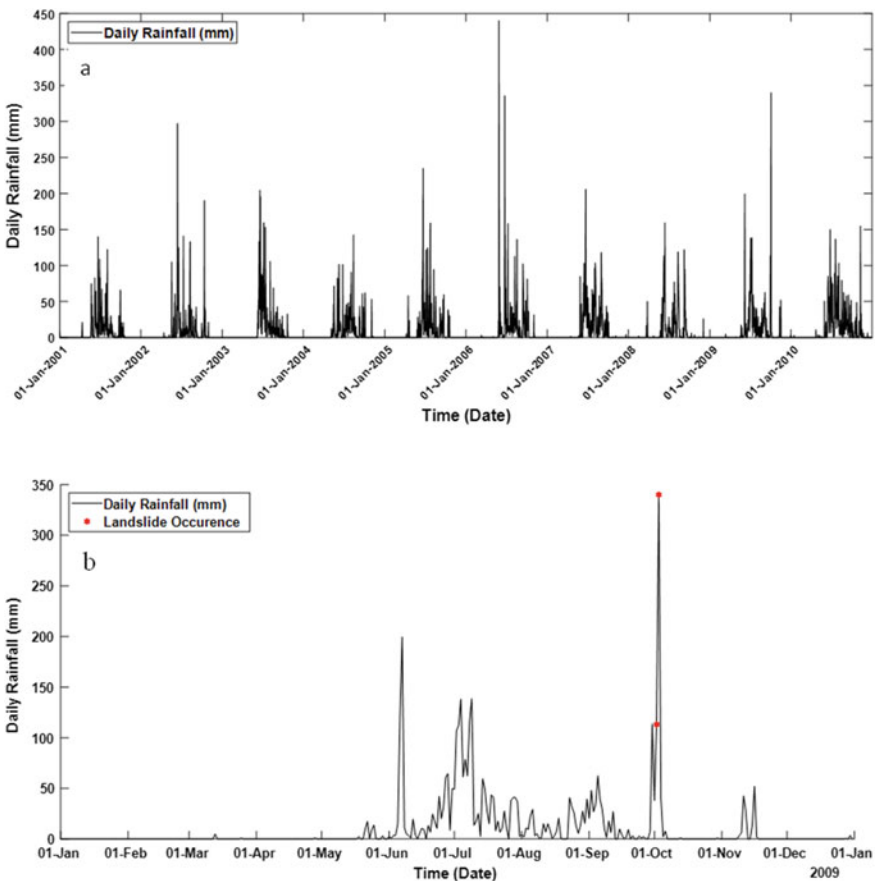 450
400
350
300
250
200
150
100
50
0
Daily Rainfall (mm)
Daily Rainfall (mm)
a
01-Jan-2001
01-Jan-2002
01-Jan-2003
01-Jan-2004
01-Jan-2005
01-Jan-2006
01-Jan-2007
01-Jan-2008
01-Jan-2009
01-Jan-2010
Time (Date)
350
300
250
200
150
100
50
0
Daily Rainfall (mm)
Daily Rainfall (mm)
Landslide Occurence
b
01-Jan 01-Feb 01-Mar 01-Apr 01-May 01-Jun 01-Jul 01-Aug 01-Sep 01-Oct 01-Nov 01-Dec 01-Jan
2009
Time (Date)